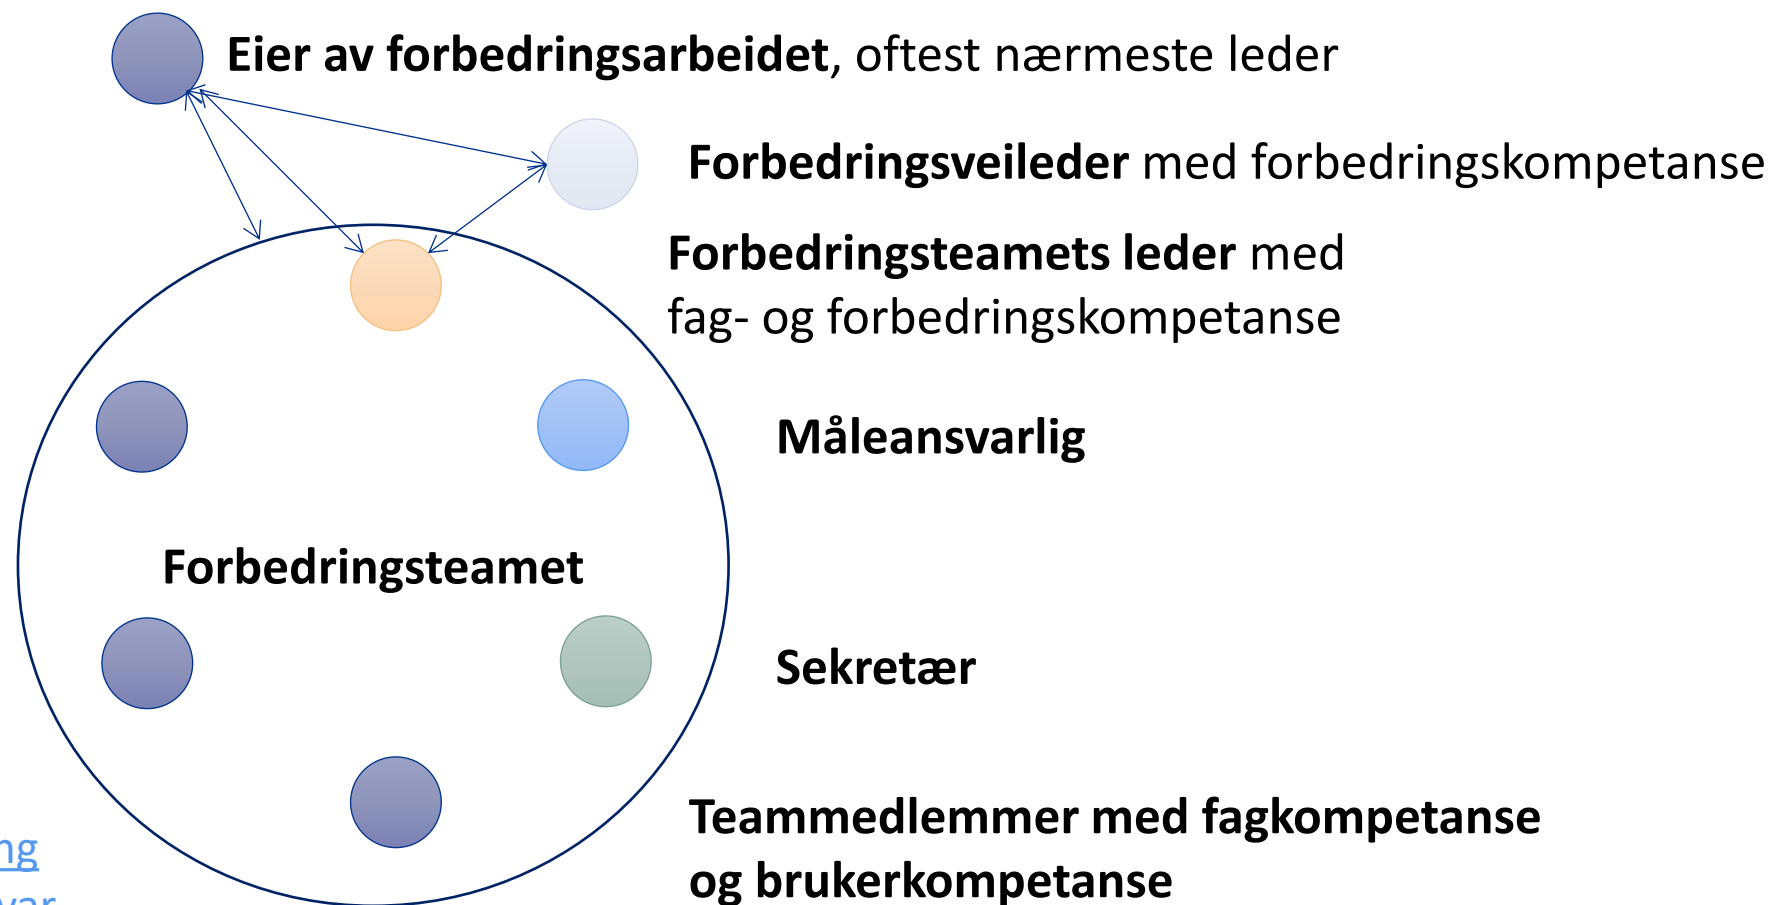 Eier av forbedringsarbeidet, oftest nærmeste leder
Forbedringsveileder med forbedringskompetanse
Forbedringsteamets leder med
fag- og forbedringskompetanse
Måleansvarlig
Forbedringsteamet
Sekretær
Teammedlemmer med fagkompetanse
og brukerkompetanse
ng
var